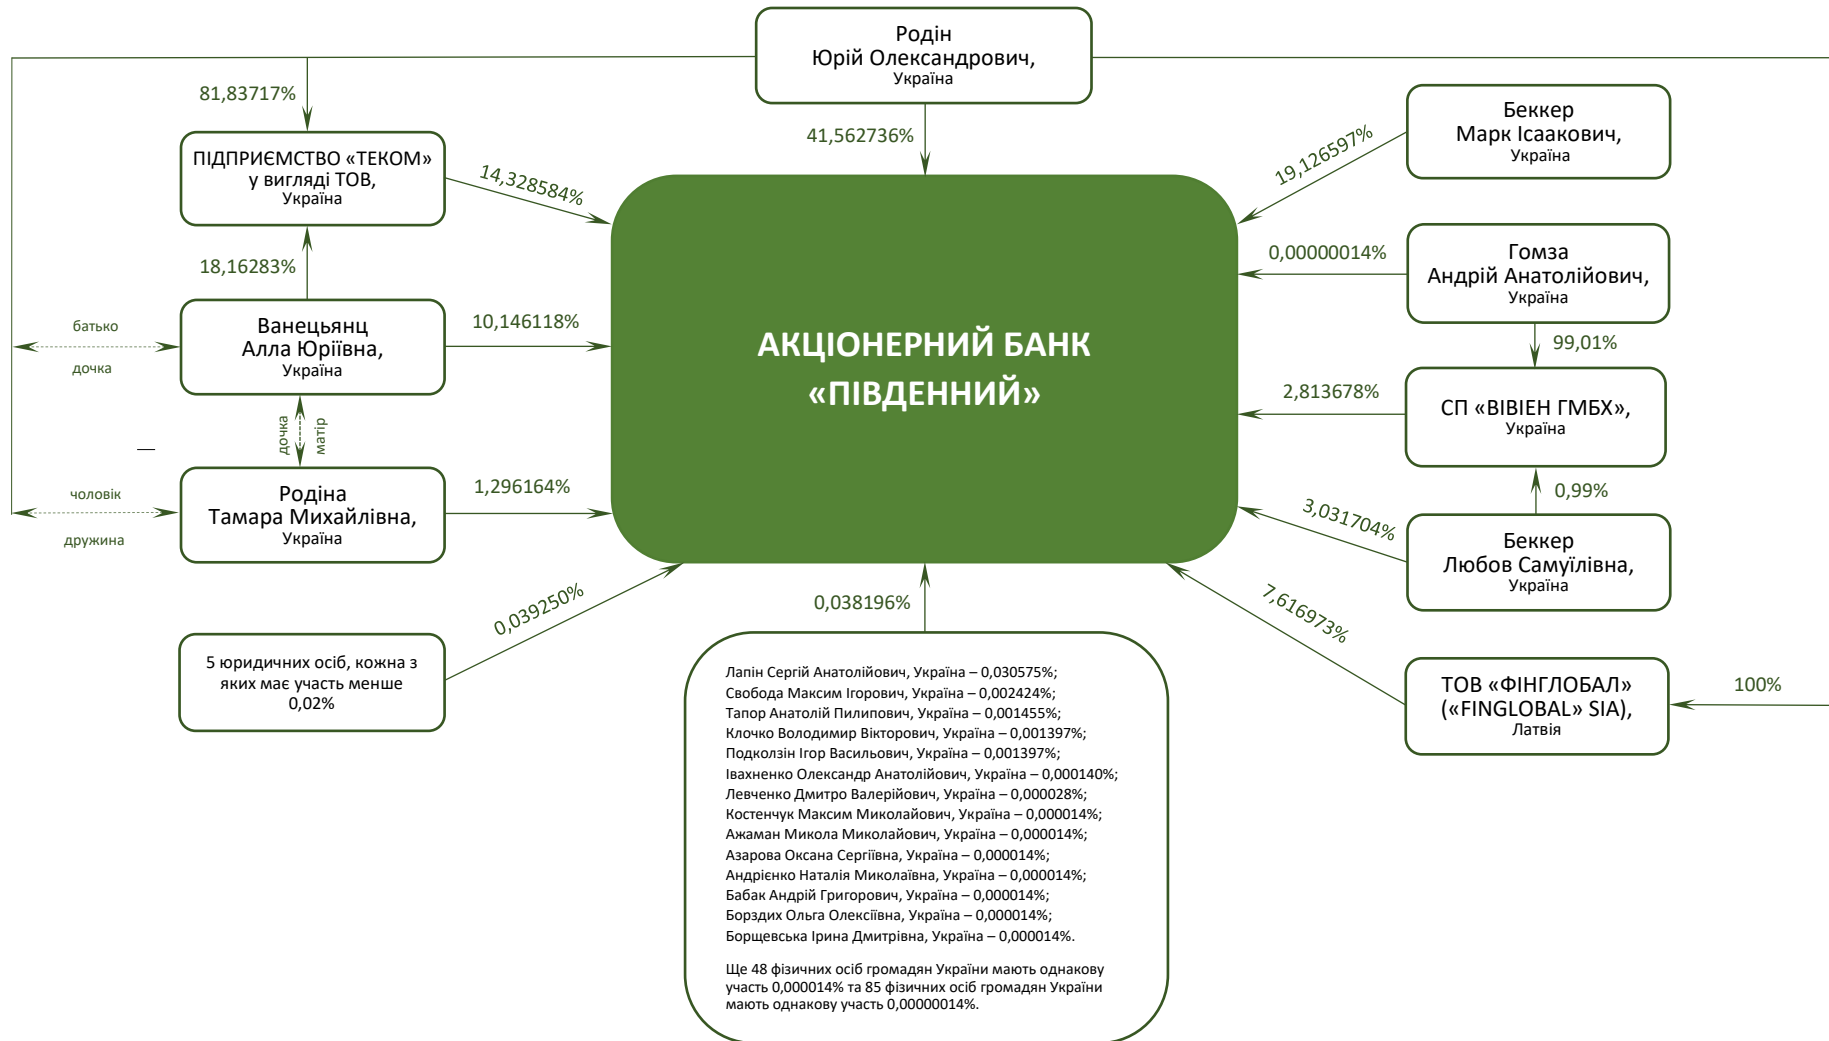 Родін
Юрій Олександрович,
Україна
81,83717%
41,562736%
Беккер
Марк Ісаакович,
Україна
19,126597%
ПІДПРИЄМСТВО «ТЕКОМ»
у вигляді ТОВ,
Україна
14,328584%
18,16283%
0,00000014%
Гомза
Андрій Анатолійович,
Україна
батько
дочка
Ванецьянц
Алла Юріївна,
Україна
10,146118%
АКЦІОНЕРНИЙ БАНК
«ПІВДЕННИЙ»
99,01%
2,813678%
СП «ВІВІЕН ГМБХ»,
Україна
дочка
матір
—
чоловік
дружина
Родіна
Тамара Михайлівна,
Україна
1,296164%
0,99%
3,031704%
Беккер
Любов Самуїлівна,
Україна
0,039250%
0,038196%
7,616973%
5 юридичних осіб, кожна з
яких має участь менше
0,02%
Лапін Сергій Анатолійович, Україна – 0,030575%;
Свобода Максим Ігорович, Україна – 0,002424%;
Тапор Анатолій Пилипович, Україна – 0,001455%;
Клочко Володимир Вікторович, Україна – 0,001397%;
Подколзін Ігор Васильович, Україна – 0,001397%;
Івахненко Олександр Анатолійович, Україна – 0,000140%;
Левченко Дмитро Валерійович, Україна – 0,000028%;
Костенчук Максим Миколайович, Україна – 0,000014%;
Ажаман Микола Миколайович, Україна – 0,000014%;
Азарова Оксана Сергіївна, Україна – 0,000014%;
Андрієнко Наталія Миколаївна, Україна – 0,000014%;
Бабак Андрій Григорович, Україна – 0,000014%;
Борздих Ольга Олексіївна, Україна – 0,000014%;
Борщевська Ірина Дмитрівна, Україна – 0,000014%.
Ще 48 фізичних осіб громадян України мають однакову
участь 0,000014% та 85 фізичних осіб громадян України
мають однакову участь 0,00000014%.
ТОВ «ФІНГЛОБАЛ»
(«FINGLOBAL» SIA),
Латвія
100%